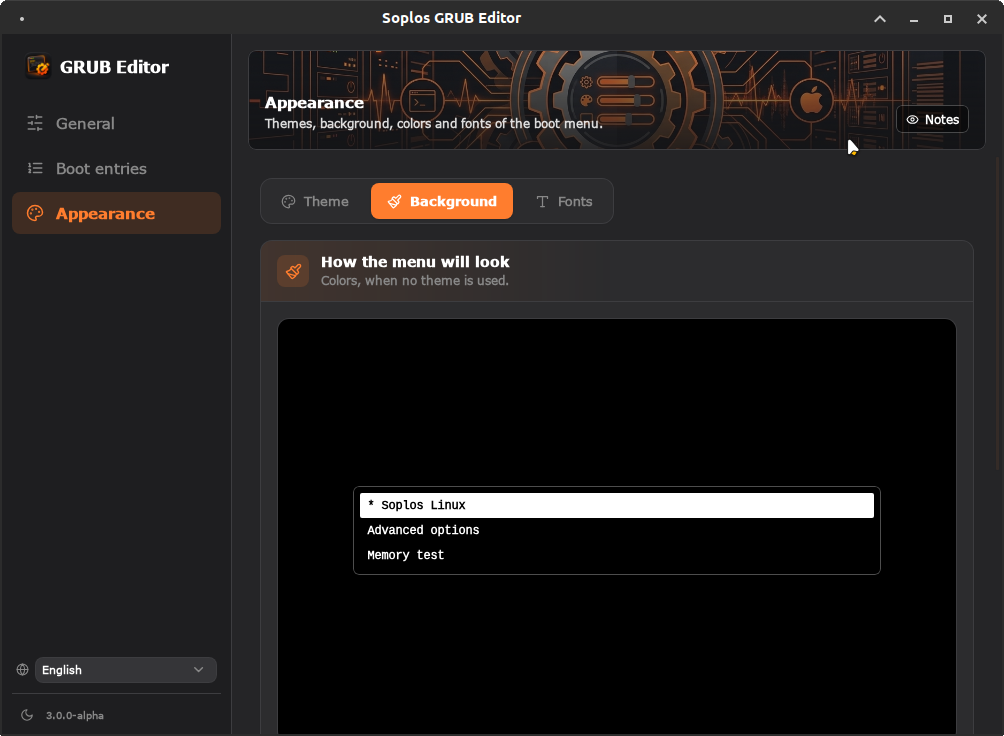 Soplos GRUB Editor
GRUB Editor
General
Boot entries
Appearance
English
3.0.0-alpha
Appearance
Themes, background, colors and fonts of the boot menu.
Notes
Theme
Background
Fonts
How the menu will look
Colors, when no theme is used.
* Soplos Linux
Advanced options
Memory test